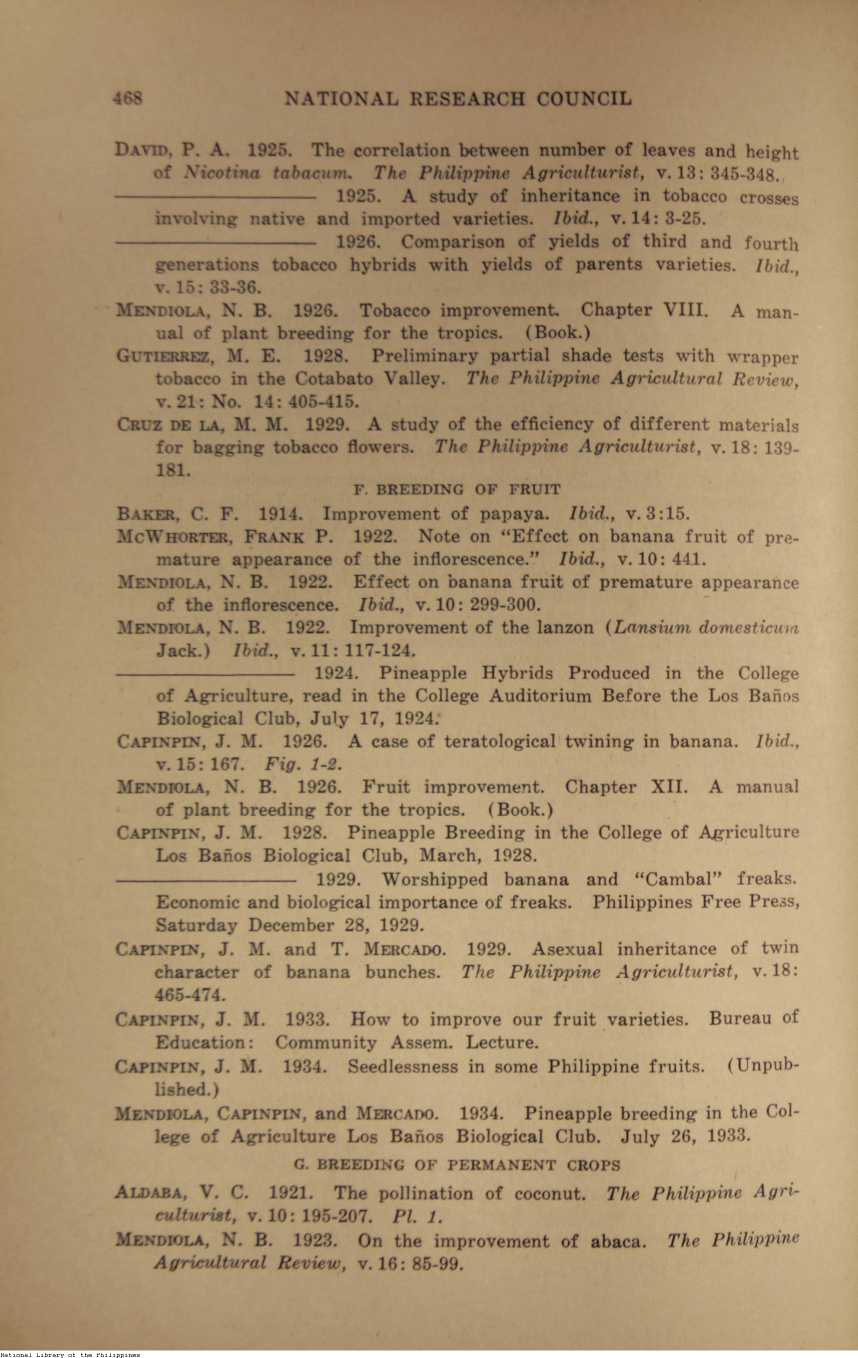 468 NATIONAL RESEARCH COUNCIL
DAVID, P. A. 1925. The correlation between number of leaves and height
of Nicotina tabacum. The Philippine Agriculturist, v. 13: 345-348.
———————— 1925. A study of inheritance in tobacco crosses
involving native and imported varieties. Ibid., v. 14: 3-25.
———————— 1926. Comparison of yields of third and fourth
generations tobacco hybrids with yields of parents varieties. Ibid.,
v. 15: 33-36.
MENDIOLA, N. B. 1926. Tobacco improvement. Chapter VIII. A man-
ual of plant breeding for the tropics. (Book.)
GUTIERREZ, M. E. 1928. Preliminary partial shade tests with wrapper
tobacco in the Cotabato Valley. The Philippine Agricultural Review,
v. 21: No. 14: 405-415.
CRUZ DE LA, M. M. 1929. A study of the efficiency of different materials
for bagging tobacco flowers. The Philippine Agriculturist, v. 18: 139-
181.
F. BREEDING OF FRUIT
BAKER, C. F. 1914. Improvement of papaya. Ibid., v. 3:15.
MCWHORTER, FRANK P. 1922. Note on “Effect on banana fruit of pre-
mature appearance of the inflorescence.” Ibid., v. 10: 441.
MENDIOLA, N. B. 1922. Effect on banana fruit of premature appearance
of the inflorescence. Ibid., v. 10: 299-300.
MENDIOLA, N. B. 1922. Improvement of the lanzon (Lansium domesticum
Jack.) Ibid., v. 11: 117-124.
———————— 1924. Pineapple Hybrids Produced in the College
of Agriculture, read in the College Auditorium Before the Los Baños
Biological Club, July 17, 1924.
CAPINPIN, J. M. 1926. A case of teratological twining in banana. Ibid.,
v. 15: 167. Fig. 1-2.
MENDIOLA, N. B. 1926. Fruit improvement. Chapter XII. A manual
of plant breeding for the tropics. (Book.)
CAPINPIN, J. M. 1928. Pineapple Breeding in the College of Agriculture
Los Baños Biological Club, March, 1928.
———————— 1929. Worshipped banana and “Cambal” freaks.
Economic and biological importance of freaks. Philippines Free Press,
Saturday December 28, 1929.
CAPINPIN, J. M. and T. MERCADO. 1929. Asexual inheritance of twin
character of banana bunches. The Philippine Agriculturist, v. 18:
465-474.
CAPINPIN, J. M. 1933. How to improve our fruit varieties. Bureau of
Education: Community Assem. Lecture.
CAPINPIN, J. M. 1934. Seedlessness in some Philippine fruits. (Unpub-
lished.)
MENDIOLA, CAPINPIN, and MERCADO. 1934. Pineapple breeding in the Col-
lege of Agriculture Los Baños Biological Club. July 26, 1933.
G. BREEDING OF PERMANENT CROPS
ALDABA, V. C. 1921. The pollination of coconut. The Philippine Agri-
culturist, v. 10: 195-207. Pl. 1.
MENDIOLA, N. B. 1923. On the improvement of abaca. The Philippine
Agricultural Review, v. 16: 85-99.
National Library of the Philippines